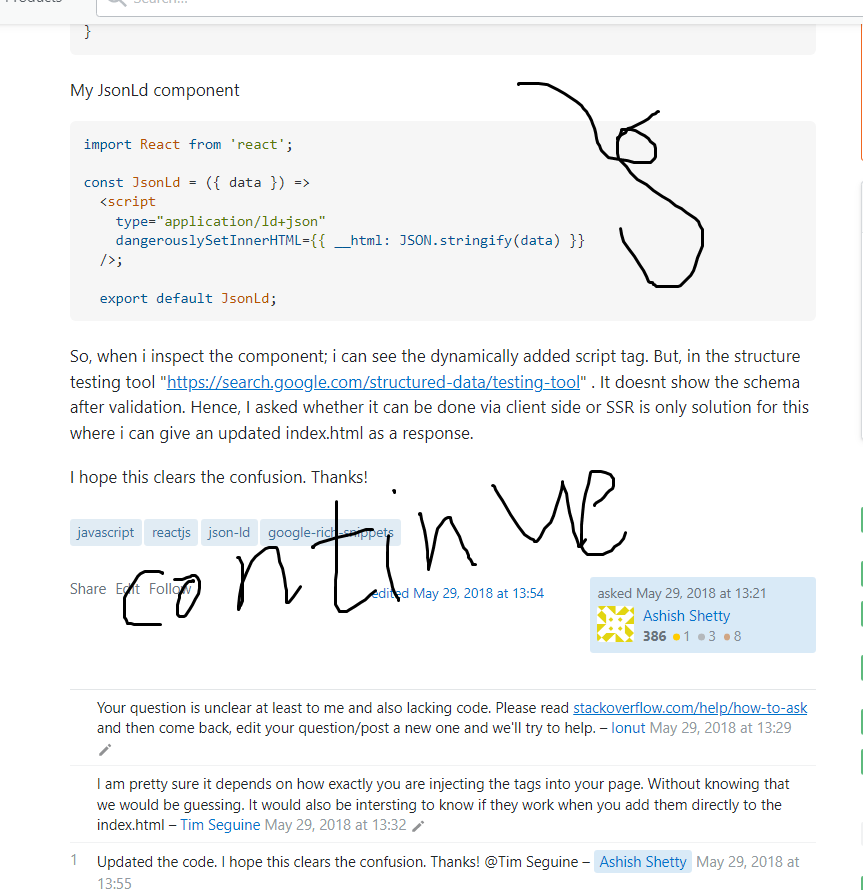 }
My JsonLd component
import React from 'react';
const JsonLd = ({ data }) =>
<script
type="application/ld+json"
dangerouslySetInnerHTML={{ __html: JSON.stringify(data) }}
/>;
export default JsonLd;
So, when i inspect the component; i can see the dynamically added script tag. But, in the structure
testing tool "https://search.google.com/structured-data/testing-tool" . It doesnt show the schema
after validation. Hence, I asked whether it can be done via client side or SSR is only solution for this
where i can give an updated index.html as a response.
I hope this clears the confusion. Thanks!
continue
javascript reactjs json-ld google-rich-snippets
Share Edit Follow edited May 29, 2018 at 13:54
asked May 29, 2018 at 13:21
Ashish Shetty
386 1 3 8
Your question is unclear at least to me and also lacking code. Please read stackoverflow.com/help/how-to-ask
and then come back, edit your question/post a new one and we'll try to help. – Ionut May 29, 2018 at 13:29
I am pretty sure it depends on how exactly you are injecting the tags into your page. Without knowing that
we would be guessing. It would also be intersting to know if they work when you add them directly to the
index.html – Tim Seguine May 29, 2018 at 13:32
1 Updated the code. I hope this clears the confusion. Thanks! @Tim Seguine – Ashish Shetty May 29, 2018 at
13:55